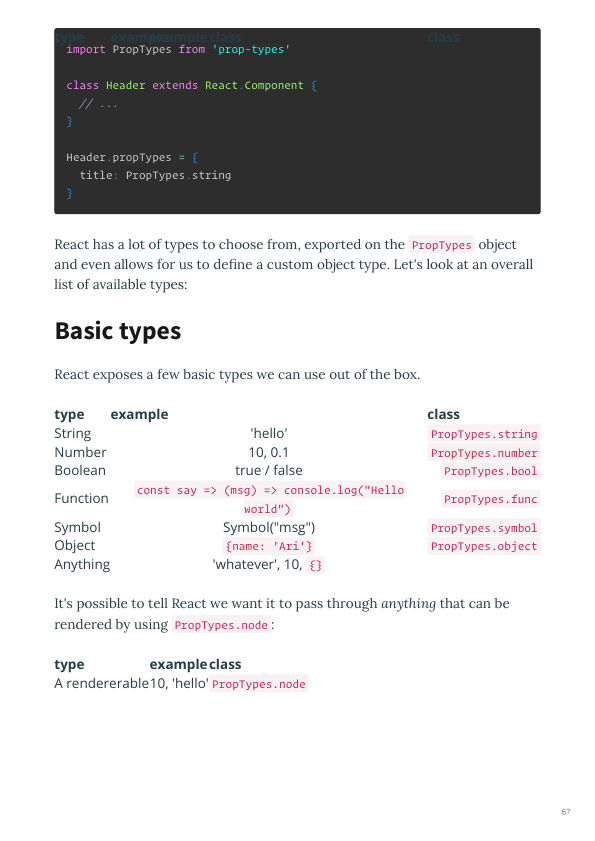 type example example class class
import PropTypes from 'prop-types'
class Header extends React.Component {
// ...
}
Header.propTypes = {
title: PropTypes.string
}
React has a lot of types to choose from, exported on the PropTypes object
and even allows for us to define a custom object type. Let's look at an overall
list of available types:
Basic types
React exposes a few basic types we can use out of the box.
type example class
String 'hello' PropTypes.string
Number 10, 0.1 PropTypes.number
Boolean true / false PropTypes.bool
Function const say => (msg) => console.log("Hello
world") PropTypes.func
Symbol Symbol("msg") PropTypes.symbol
Object {name: 'Ari'} PropTypes.object
Anything 'whatever', 10, {}
It's possible to tell React we want it to pass through anything that can be
rendered by using PropTypes.node:
type example class
A rendererable 10, 'hello' PropTypes.node
67